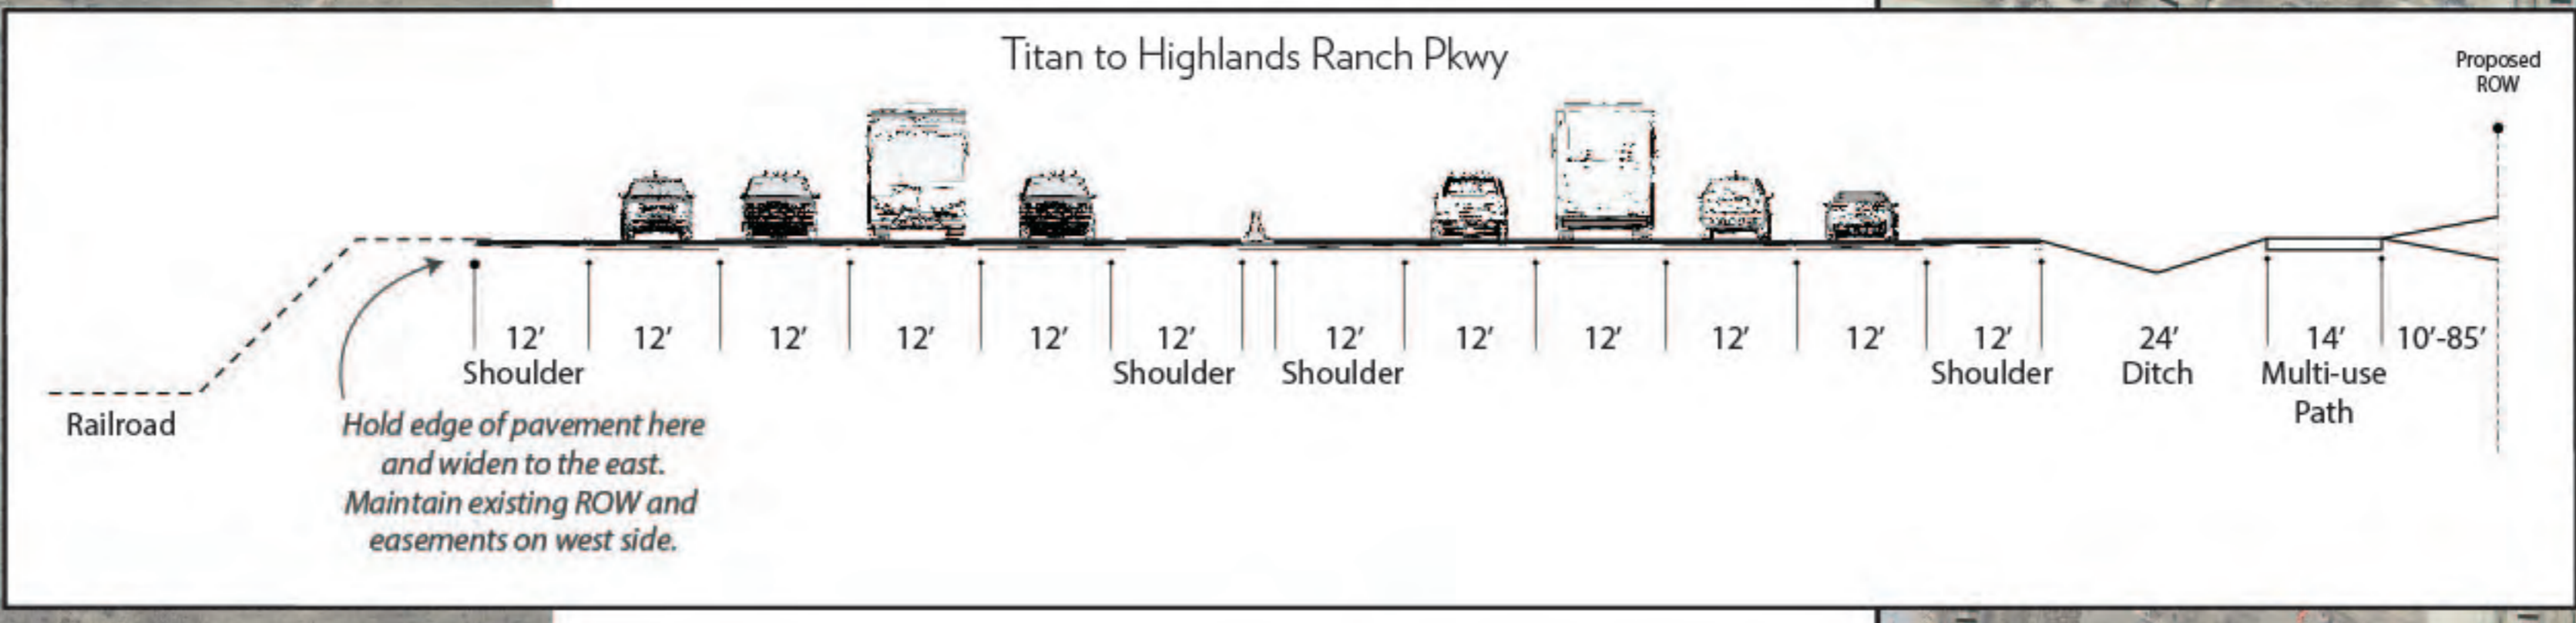 Titan to Highlands Ranch Pkwy
Proposed
ROW
12' 12' 12' 12' 12' 12' 12' 12' 12' 12' 12' 12' 24' 14' 10'-85'
Shoulder Shoulder Shoulder Shoulder Ditch Multi-use
Path
Railroad
Hold edge of pavement here
and widen to the east.
Maintain existing ROW and
easements on west side.